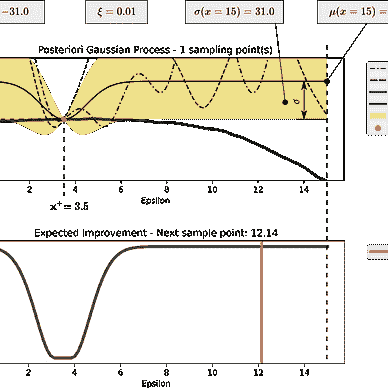 −31.0
ξ = 0.01
σ(x = 15) = 31.0
μ(x = 15) =
Posteriori Gaussian Process - 1 sampling point(s)
σ
2 4 6 8 10 12 14
Epsilon
x⁺ = 3.5
Expected Improvement - Next sample point: 12.14
2 4 6 8 10 12 14
Epsilon